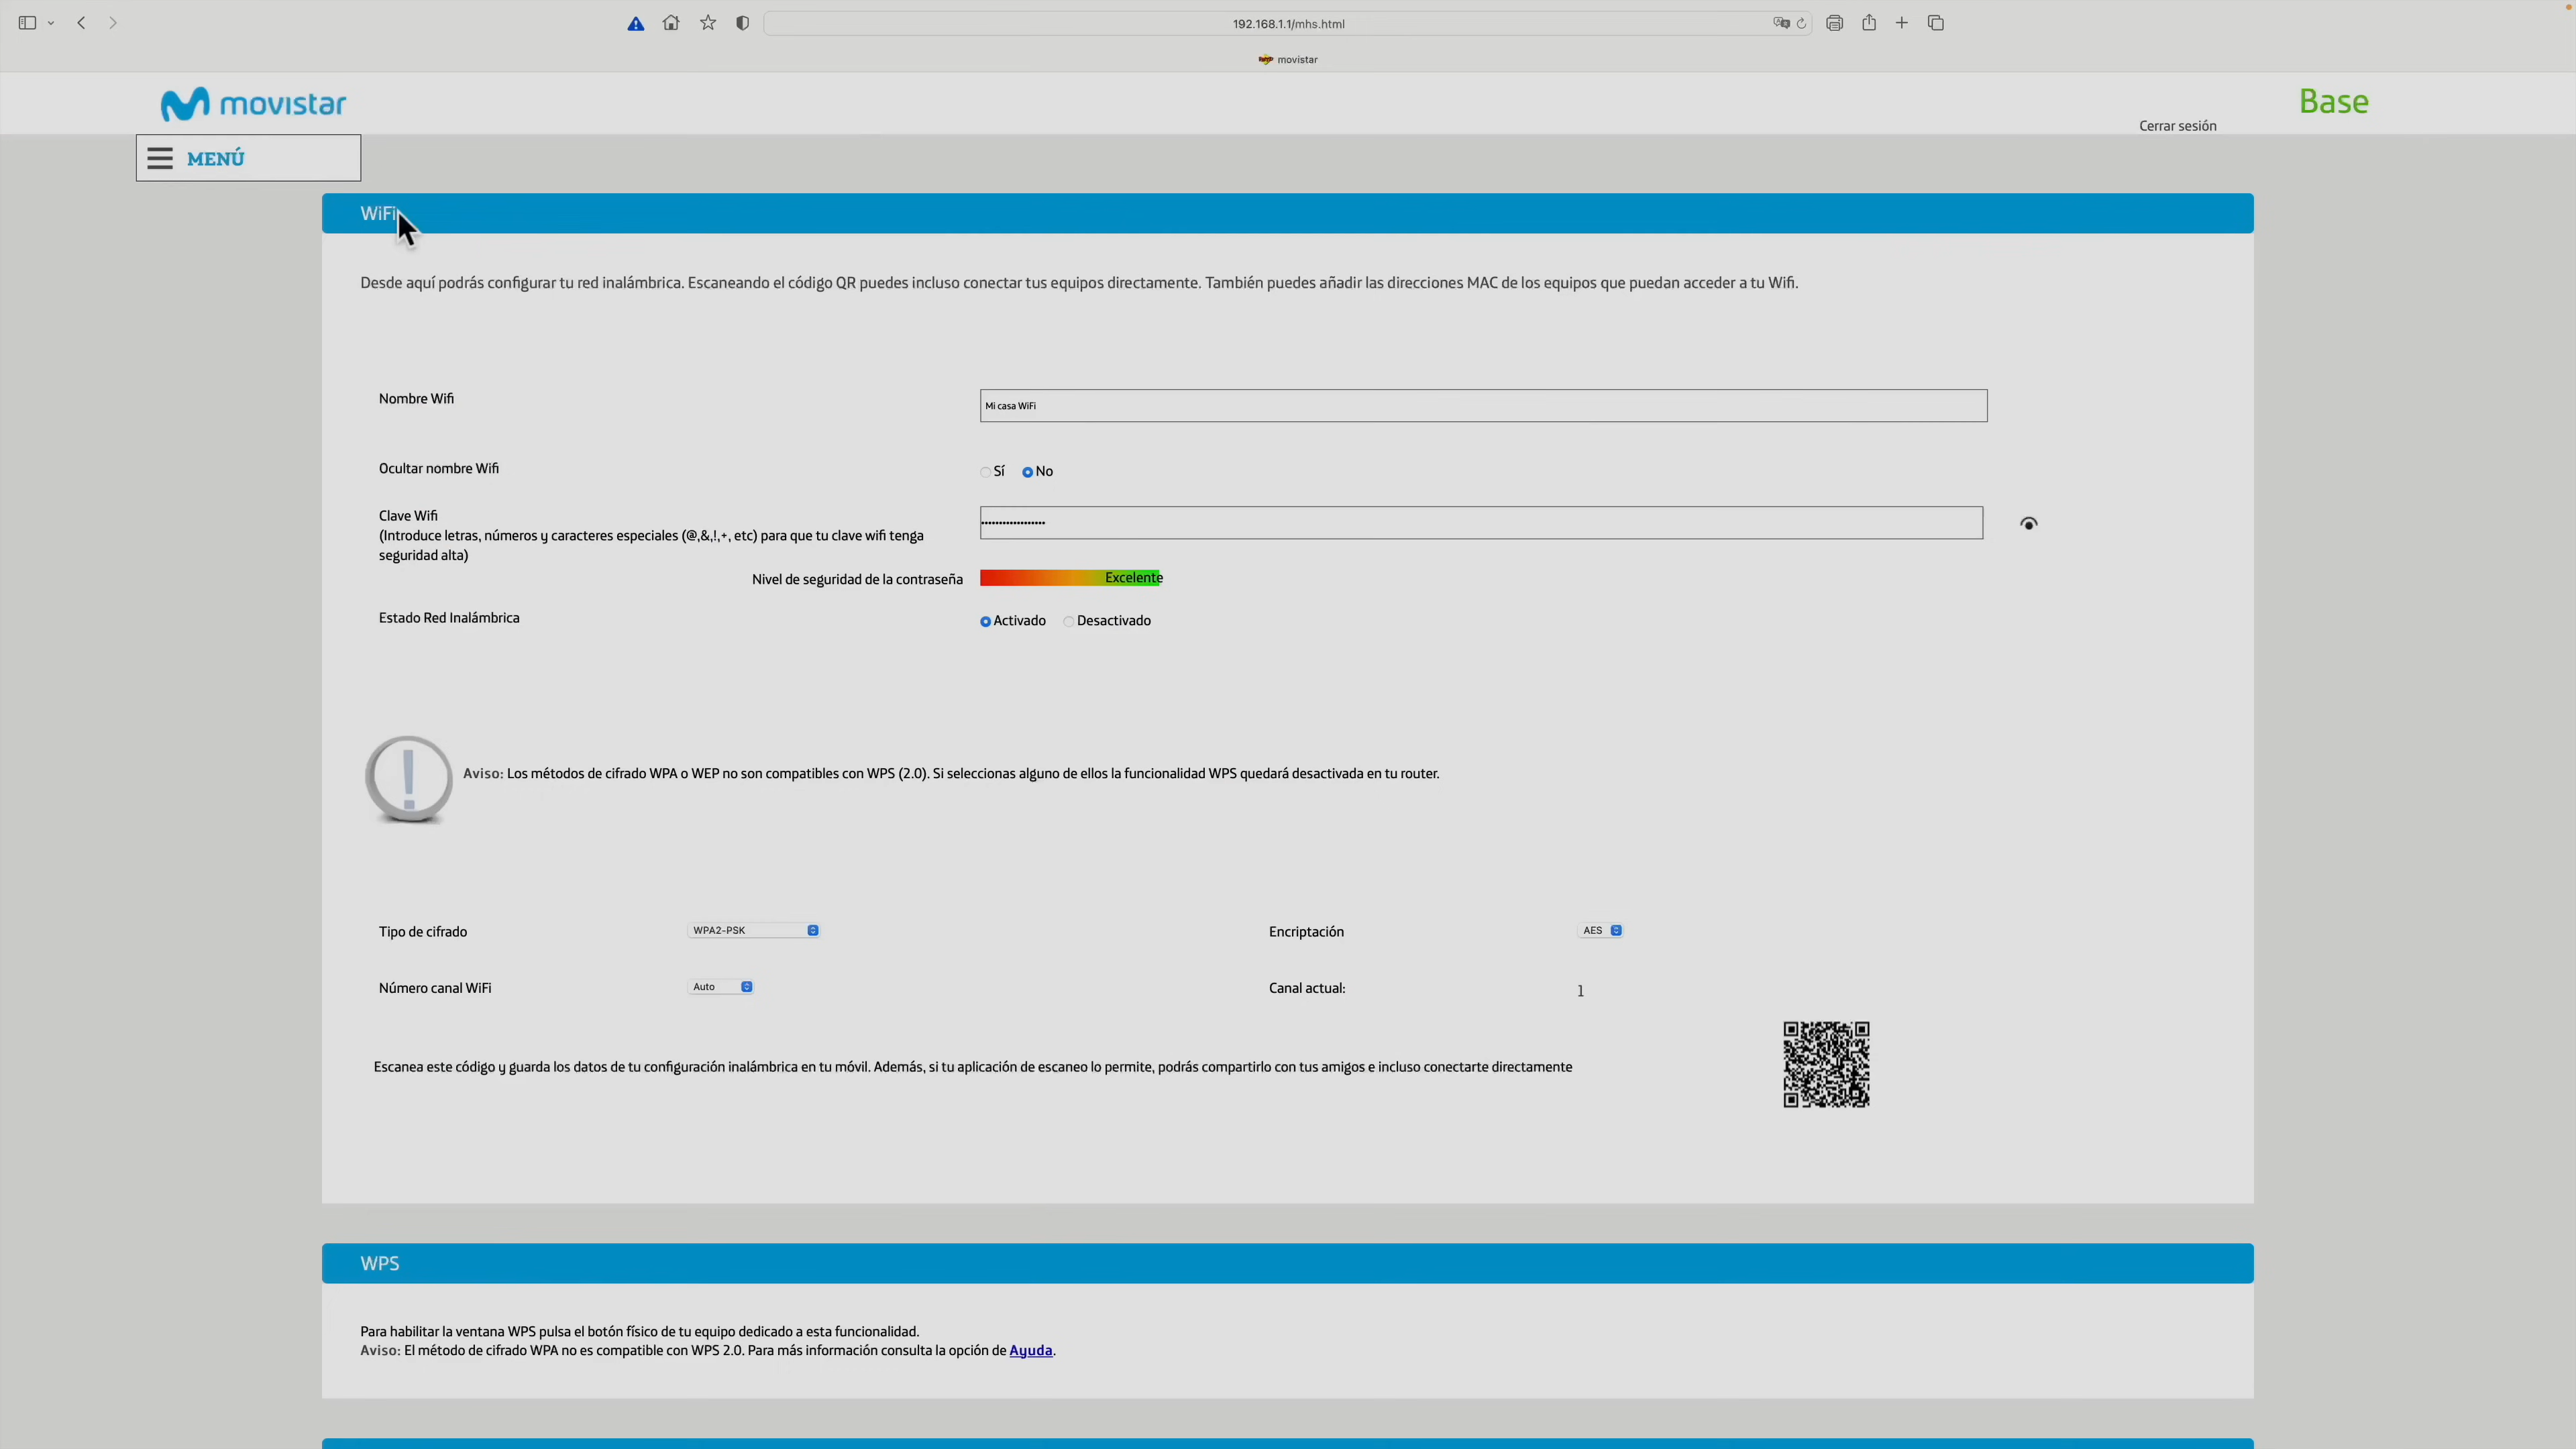 192.168.1.1/mhs.html
movistar
movistar
Base
Cerrar sesión
MENÚ
WiFi
Desde aquí podrás configurar tu red inalámbrica. Escaneando el código QR puedes incluso conectar tus equipos directamente. También puedes añadir las direcciones MAC de los equipos que puedan acceder a tu Wifi.
Nombre Wifi
Mi casa WiFi
Ocultar nombre Wifi
Sí No
Clave Wifi
(Introduce letras, números y caracteres especiales (@,&,!,+, etc) para que tu clave wifi tenga
seguridad alta)
••••••••••••••••••
Nivel de seguridad de la contraseña Excelente
Estado Red Inalámbrica
Activado Desactivado
Aviso: Los métodos de cifrado WPA o WEP no son compatibles con WPS (2.0). Si seleccionas alguno de ellos la funcionalidad WPS quedará desactivada en tu router.
Tipo de cifrado WPA2-PSK Encriptación AES
Número canal WiFi Auto Canal actual: 1
Escanea este código y guarda los datos de tu configuración inalámbrica en tu móvil. Además, si tu aplicación de escaneo lo permite, podrás compartirlo con tus amigos e incluso conectarte directamente
WPS
Para habilitar la ventana WPS pulsa el botón físico de tu equipo dedicado a esta funcionalidad.
Aviso: El método de cifrado WPA no es compatible con WPS 2.0. Para más información consulta la opción de Ayuda.